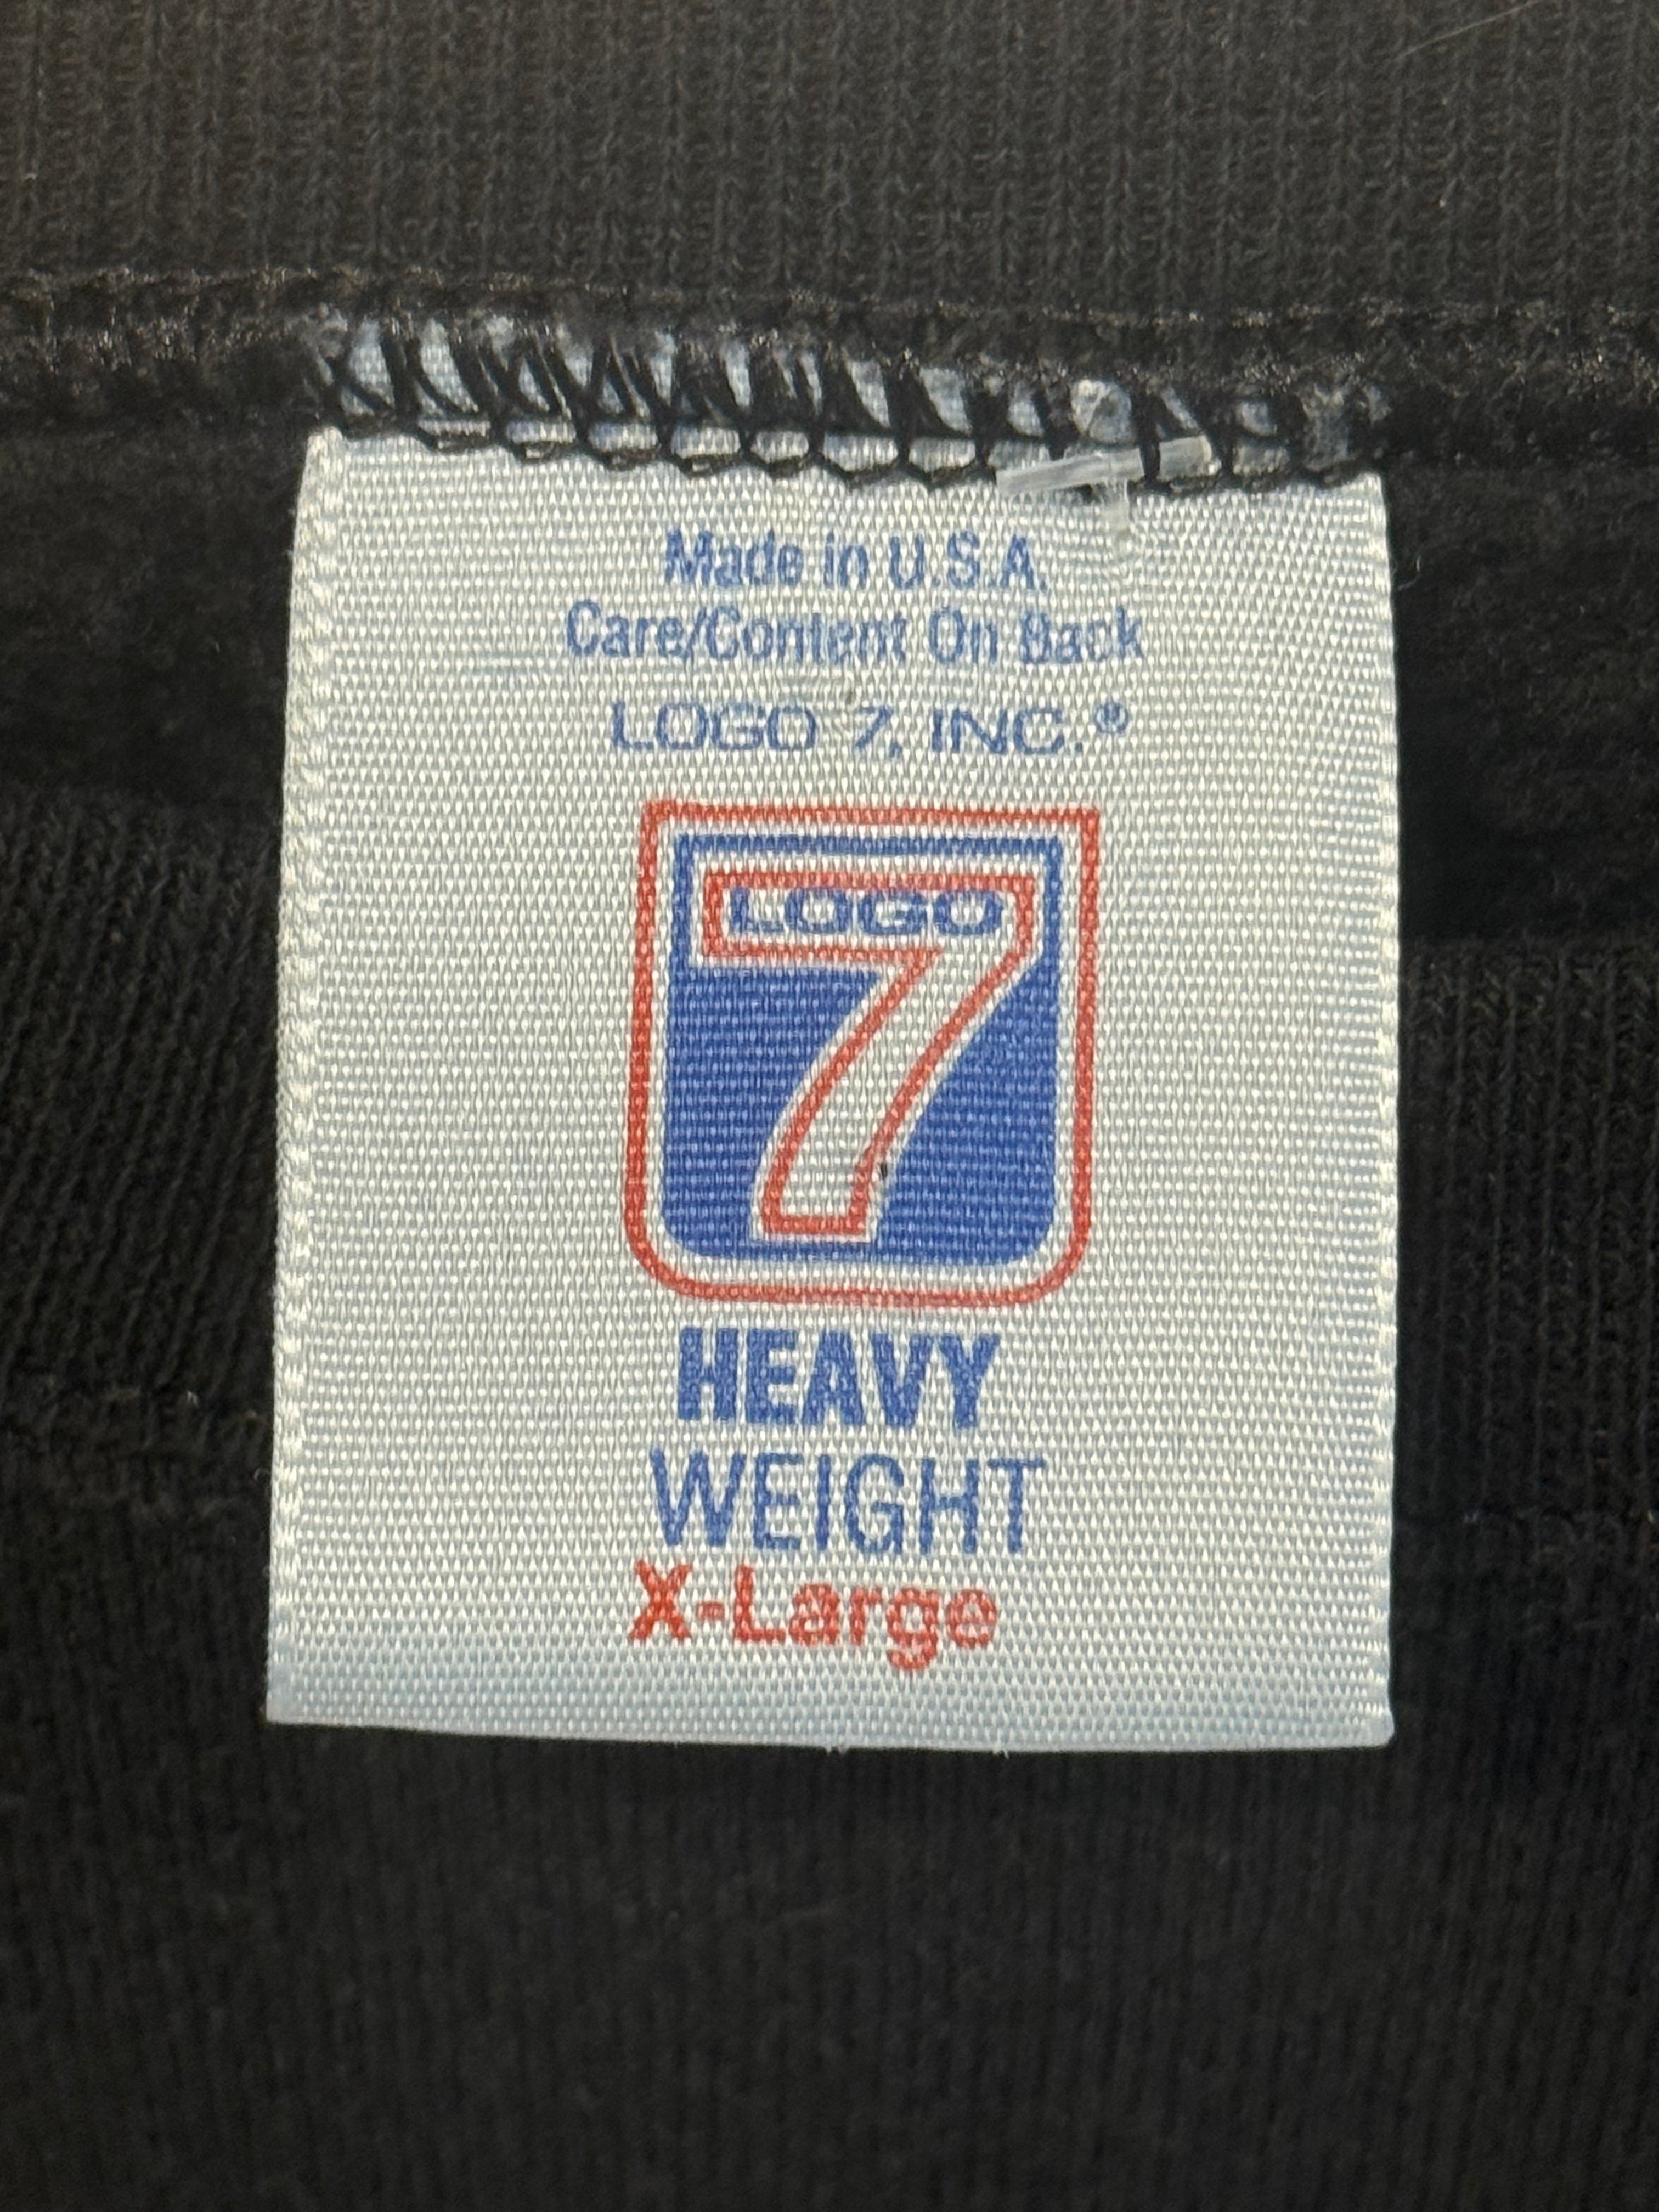 Made in U.S.A.
Care/Content On Back
LOGO 7, INC.®
LOGO
7
HEAVY
WEIGHT
X-Large